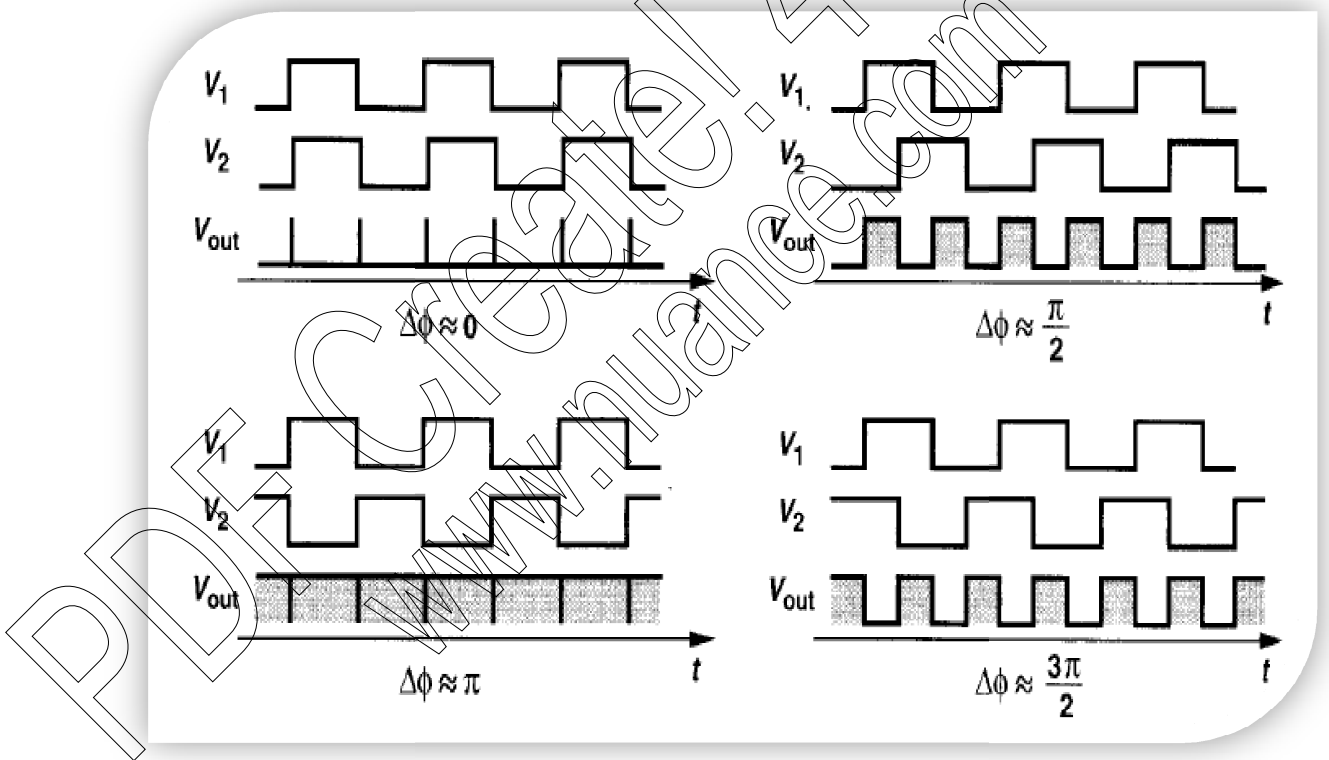 V1
V2
Vout
t
Δϕ ≈ 0
V1.
V2
Vout
t
Δϕ ≈ π/2
V1
V2
Vout
t
Δϕ ≈ π
V1
V2
Vout
t
Δϕ ≈ 3π/2
PDF Create! 4
www.nuance.com